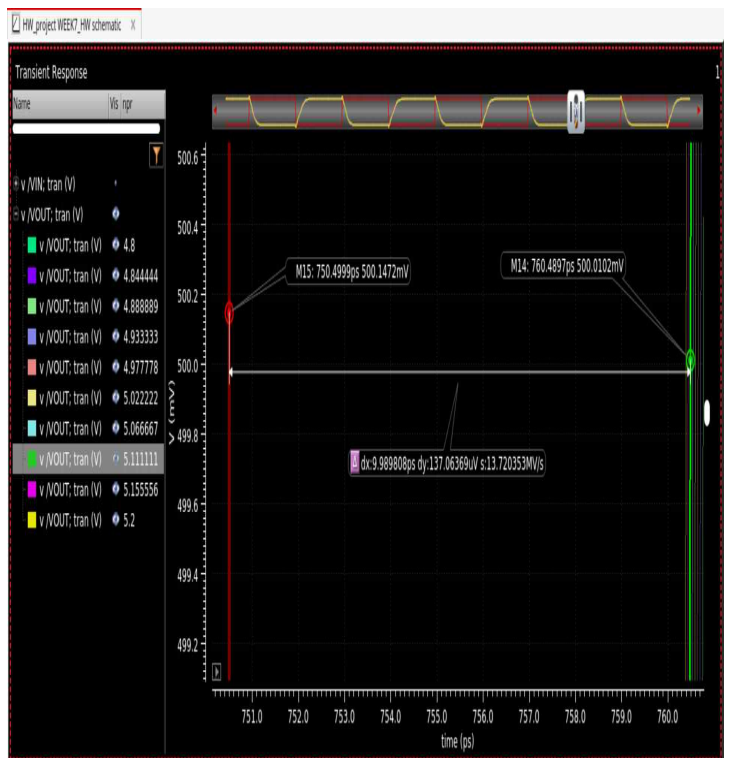 HW_project WEEK7_HW schematic X
Transient Response
1
Name Vis npr
v /VIN; tran (V)
v /VOUT; tran (V)
v /VOUT; tran (V) 4.8
v /VOUT; tran (V) 4.844444
v /VOUT; tran (V) 4.888889
v /VOUT; tran (V) 4.933333
v /VOUT; tran (V) 4.977778
v /VOUT; tran (V) 5.022222
v /VOUT; tran (V) 5.066667
v /VOUT; tran (V) 5.111111
v /VOUT; tran (V) 5.155556
v /VOUT; tran (V) 5.2
V (mV)
500.6
500.4
500.2
500.0
499.8
499.6
499.4
499.2
M15: 750.4999ps 500.1472mV
M14: 760.4897ps 500.0102mV
dx:9.989808ps dy:137.06369uV s:13.720353MV/s
751.0 752.0 753.0 754.0 755.0 756.0 757.0 758.0 759.0 760.0
time (ps)